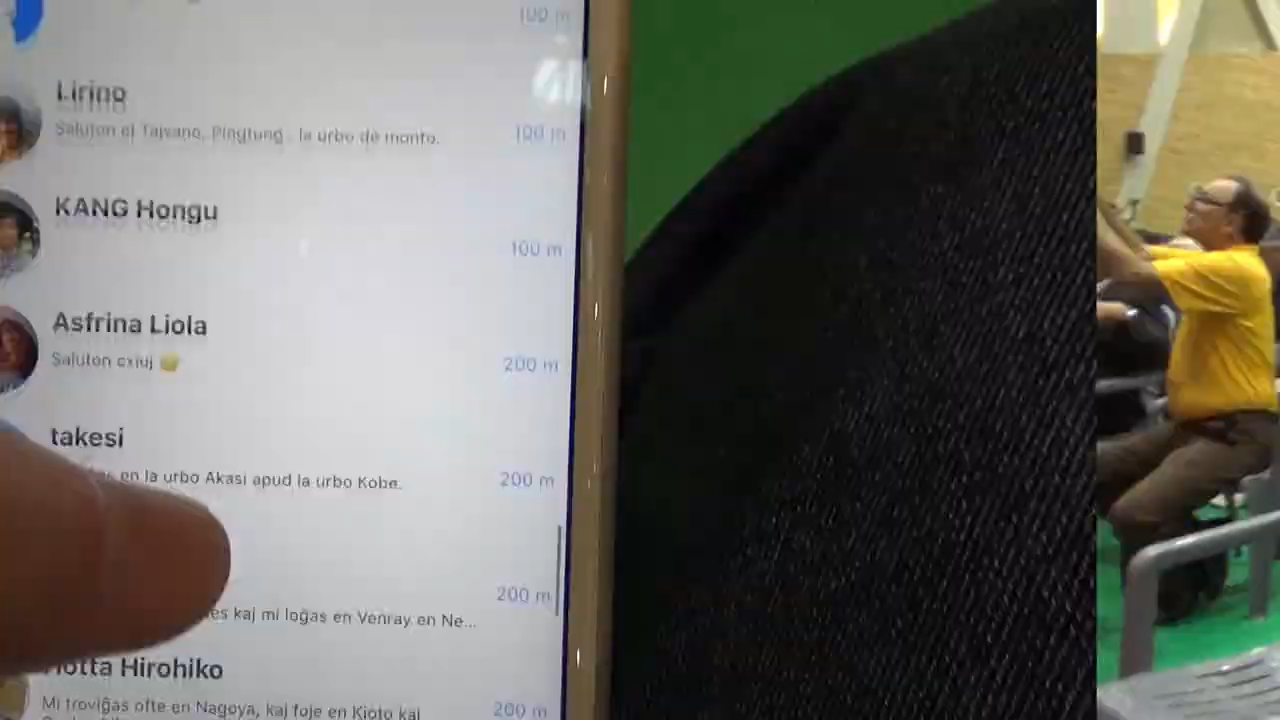 100 m
Lirino
Saluton el Tajvano, Pingtung, la urbo de monto.
100 m
KANG Hongu
100 m
Asfrina Liola
Saluton cxiuj
200 m
takesi
en la urbo Akasi apud la urbo Kobe.
200 m
200 m
es kaj mi loĝas en Venray en Ne...
Hirohiko
Mi troviĝas ofte en Nagoya, kaj foje en Kioto kaj
200 m